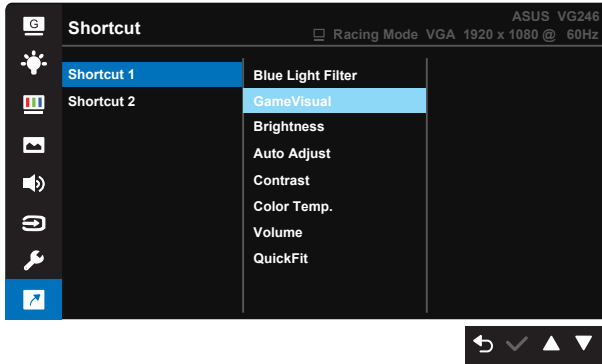 G
Shortcut
ASUS VG246
Racing Mode VGA 1920 x 1080 @ 60Hz
Shortcut 1
Shortcut 2
Blue Light Filter
GameVisual
Brightness
Auto Adjust
Contrast
Color Temp.
Volume
QuickFit